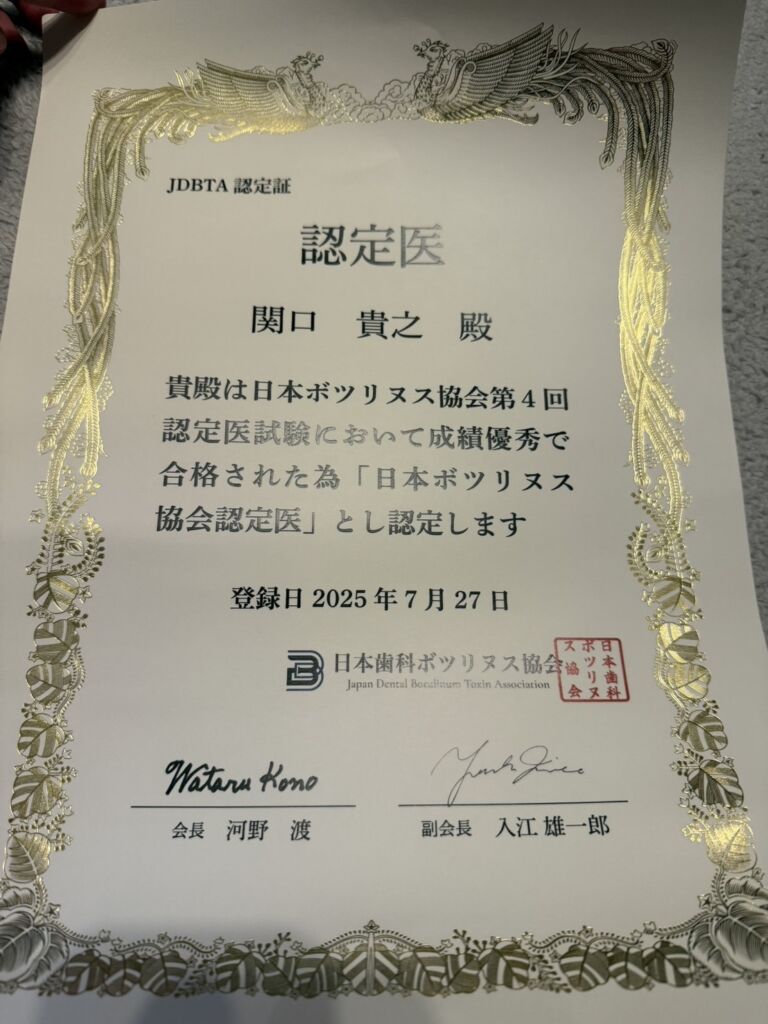 JDBTA 認定証
認定医
関口 貴之 殿
貴殿は日本ボツリヌス協会第4回
認定医試験において成績優秀で
合格された為「日本ボツリヌス
協会認定医」とし認定します
登録日 2025 年 7 月 27 日
日本歯科ボツリヌス協会
Japan Dental Botulinum Toxin Association
日本歯科
ボツリヌ
ス協会
Wataru Kono
会長 河野 渡
副会長 入江 雄一郎